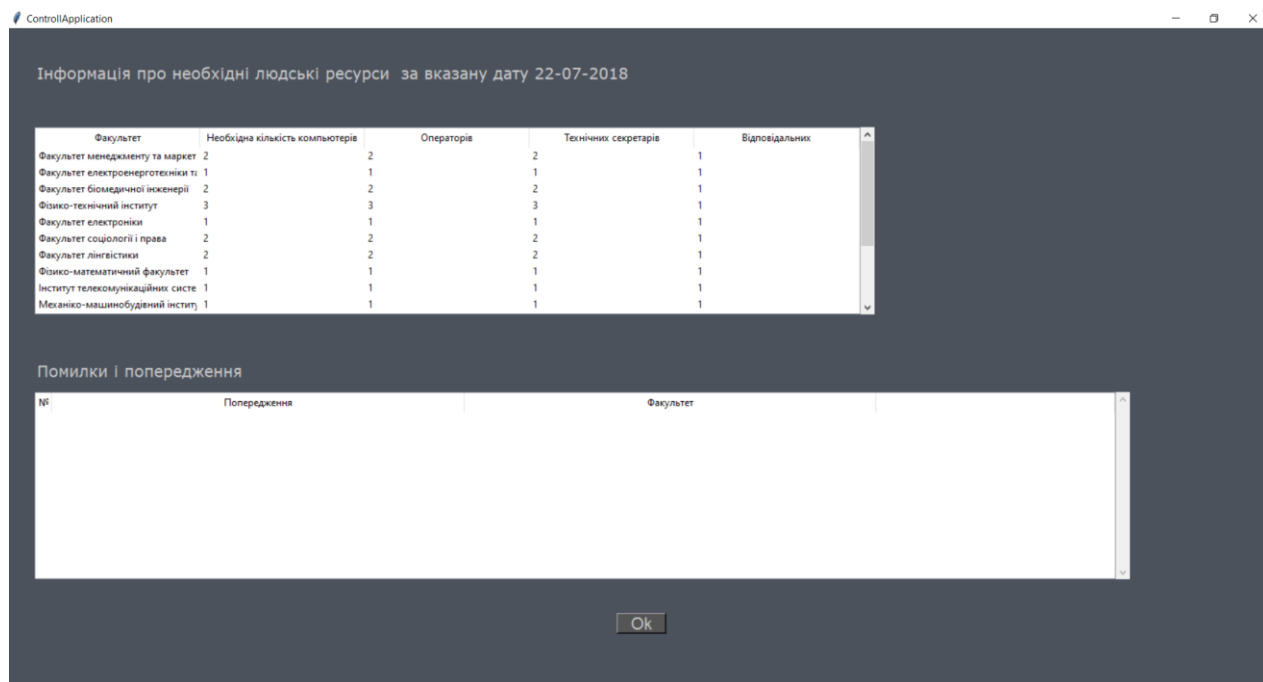 ControllApplication
Інформація про необхідні людські ресурси за вказану дату 22-07-2018
Факультет Необхідна кількість компьютерів Операторів Технічних секретарів Відповідальних
Факультет менеджменту та маркет 2 2 2 1
Факультет електроенерготехніки та 1 1 1 1
Факультет біомедичної інженерії 2 2 2 1
Фізико-технічний інститут 3 3 3 1
Факультет електроніки 1 1 1 1
Факультет соціології і права 2 2 2 1
Факультет лінгвістики 2 2 2 1
Фізико-математичний факультет 1 1 1 1
Інститут телекомунікаційних систе 1 1 1 1
Механіко-машинобудівний інститу 1 1 1 1
Помилки і попередження
№ Попередження Факультет
Ok